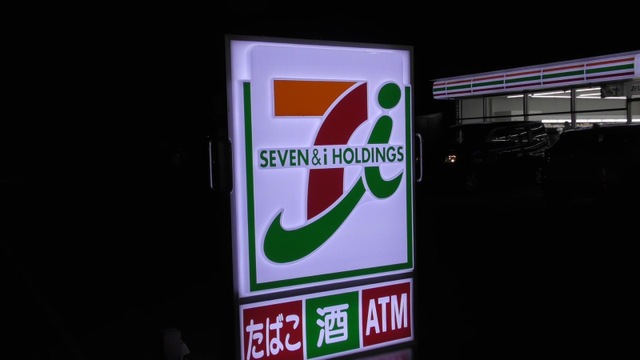 SEVEN & i HOLDINGS
たばこ 酒 ATM